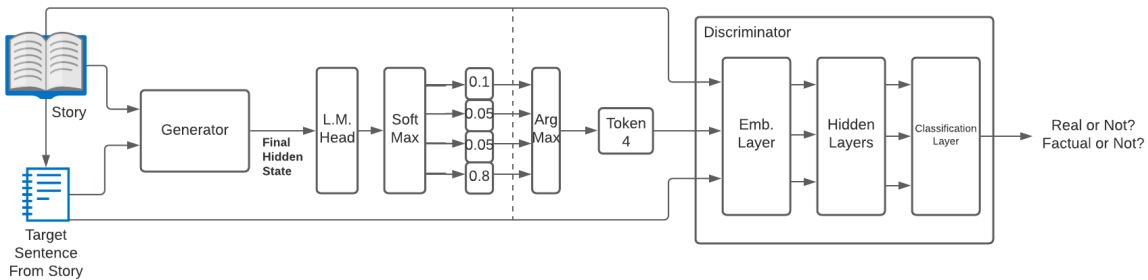 Story
Target
Sentence
From Story
Generator
Final
Hidden
State
L.M.
Head
Soft
Max
0.1
0.05
0.05
0.8
Arg
Max
Token
4
Discriminator
Emb.
Layer
Hidden
Layers
Classification
Layer
Real or Not?
Factual or Not?